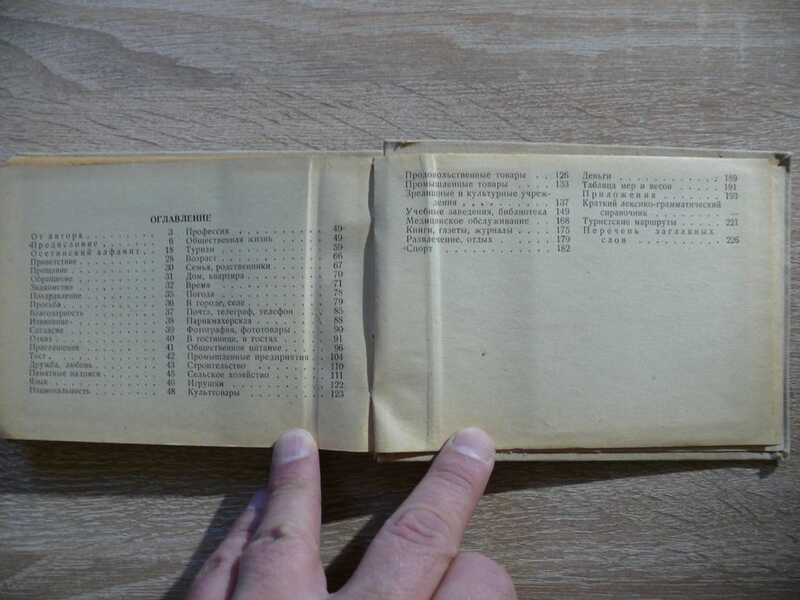 ОГЛАВЛЕНИЕ
От автора . . . . . . . . 3
Предисловие . . . . . . . 6
Осетинский алфавит . . . 18
Приветствие . . . . . . . 28
Прощание . . . . . . . . 30
Обращение . . . . . . . . 31
Знакомство . . . . . . . 32
Поздравление . . . . . . 35
Просьба . . . . . . . . . 36
Благодарность . . . . . . 37
Извинение . . . . . . . . 38
Согласие . . . . . . . . 39
Отказ . . . . . . . . . . 40
Приглашения . . . . . . . 41
Тост . . . . . . . . . . 42
Дружба, любовь . . . . . 43
Памятные надписи . . . . 45
Язык . . . . . . . . . . 46
Национальность . . . . . 48
Профессия . . . . . . . . 49
Общественная жизнь . . . 49
Туризм . . . . . . . . . 59
Возраст . . . . . . . . . 66
Семья, родственники . . . 67
Дом, квартира . . . . . . 70
Время . . . . . . . . . . 71
Погода . . . . . . . . . 78
В городе, селе . . . . . 79
Почта, телеграф, телефон . 85
Парикмахерская . . . . . 88
Фотография, фототовары . . 90
В гостинице, в гостях . . 91
Общественное питание . . 96
Промышленные предприятия . 104
Строительство . . . . . . 110
Сельское хозяйство . . . 111
Игрушки . . . . . . . . . 122
Культтовары . . . . . . . 123
Продовольственные товары . . 126
Промышленные товары . . . 133
Зрелищные и культурные учреж-
дения . . . . . . . 137
Учебные заведения, библиотека 149
Медицинское обслуживание . 168
Книги, газеты, журналы . . 175
Развлечение, отдых . . . 179
Спорт . . . . . . . . . . 182
Деньги . . . . . . . . . 189
Таблица мер и весов . . . 191
Приложения . . . . . . . 193
Краткий лексико-грамматический
справочник . . . . . . —
Туристские маршруты . . . 221
Перечень заглавных
слов . . . . . . . 226